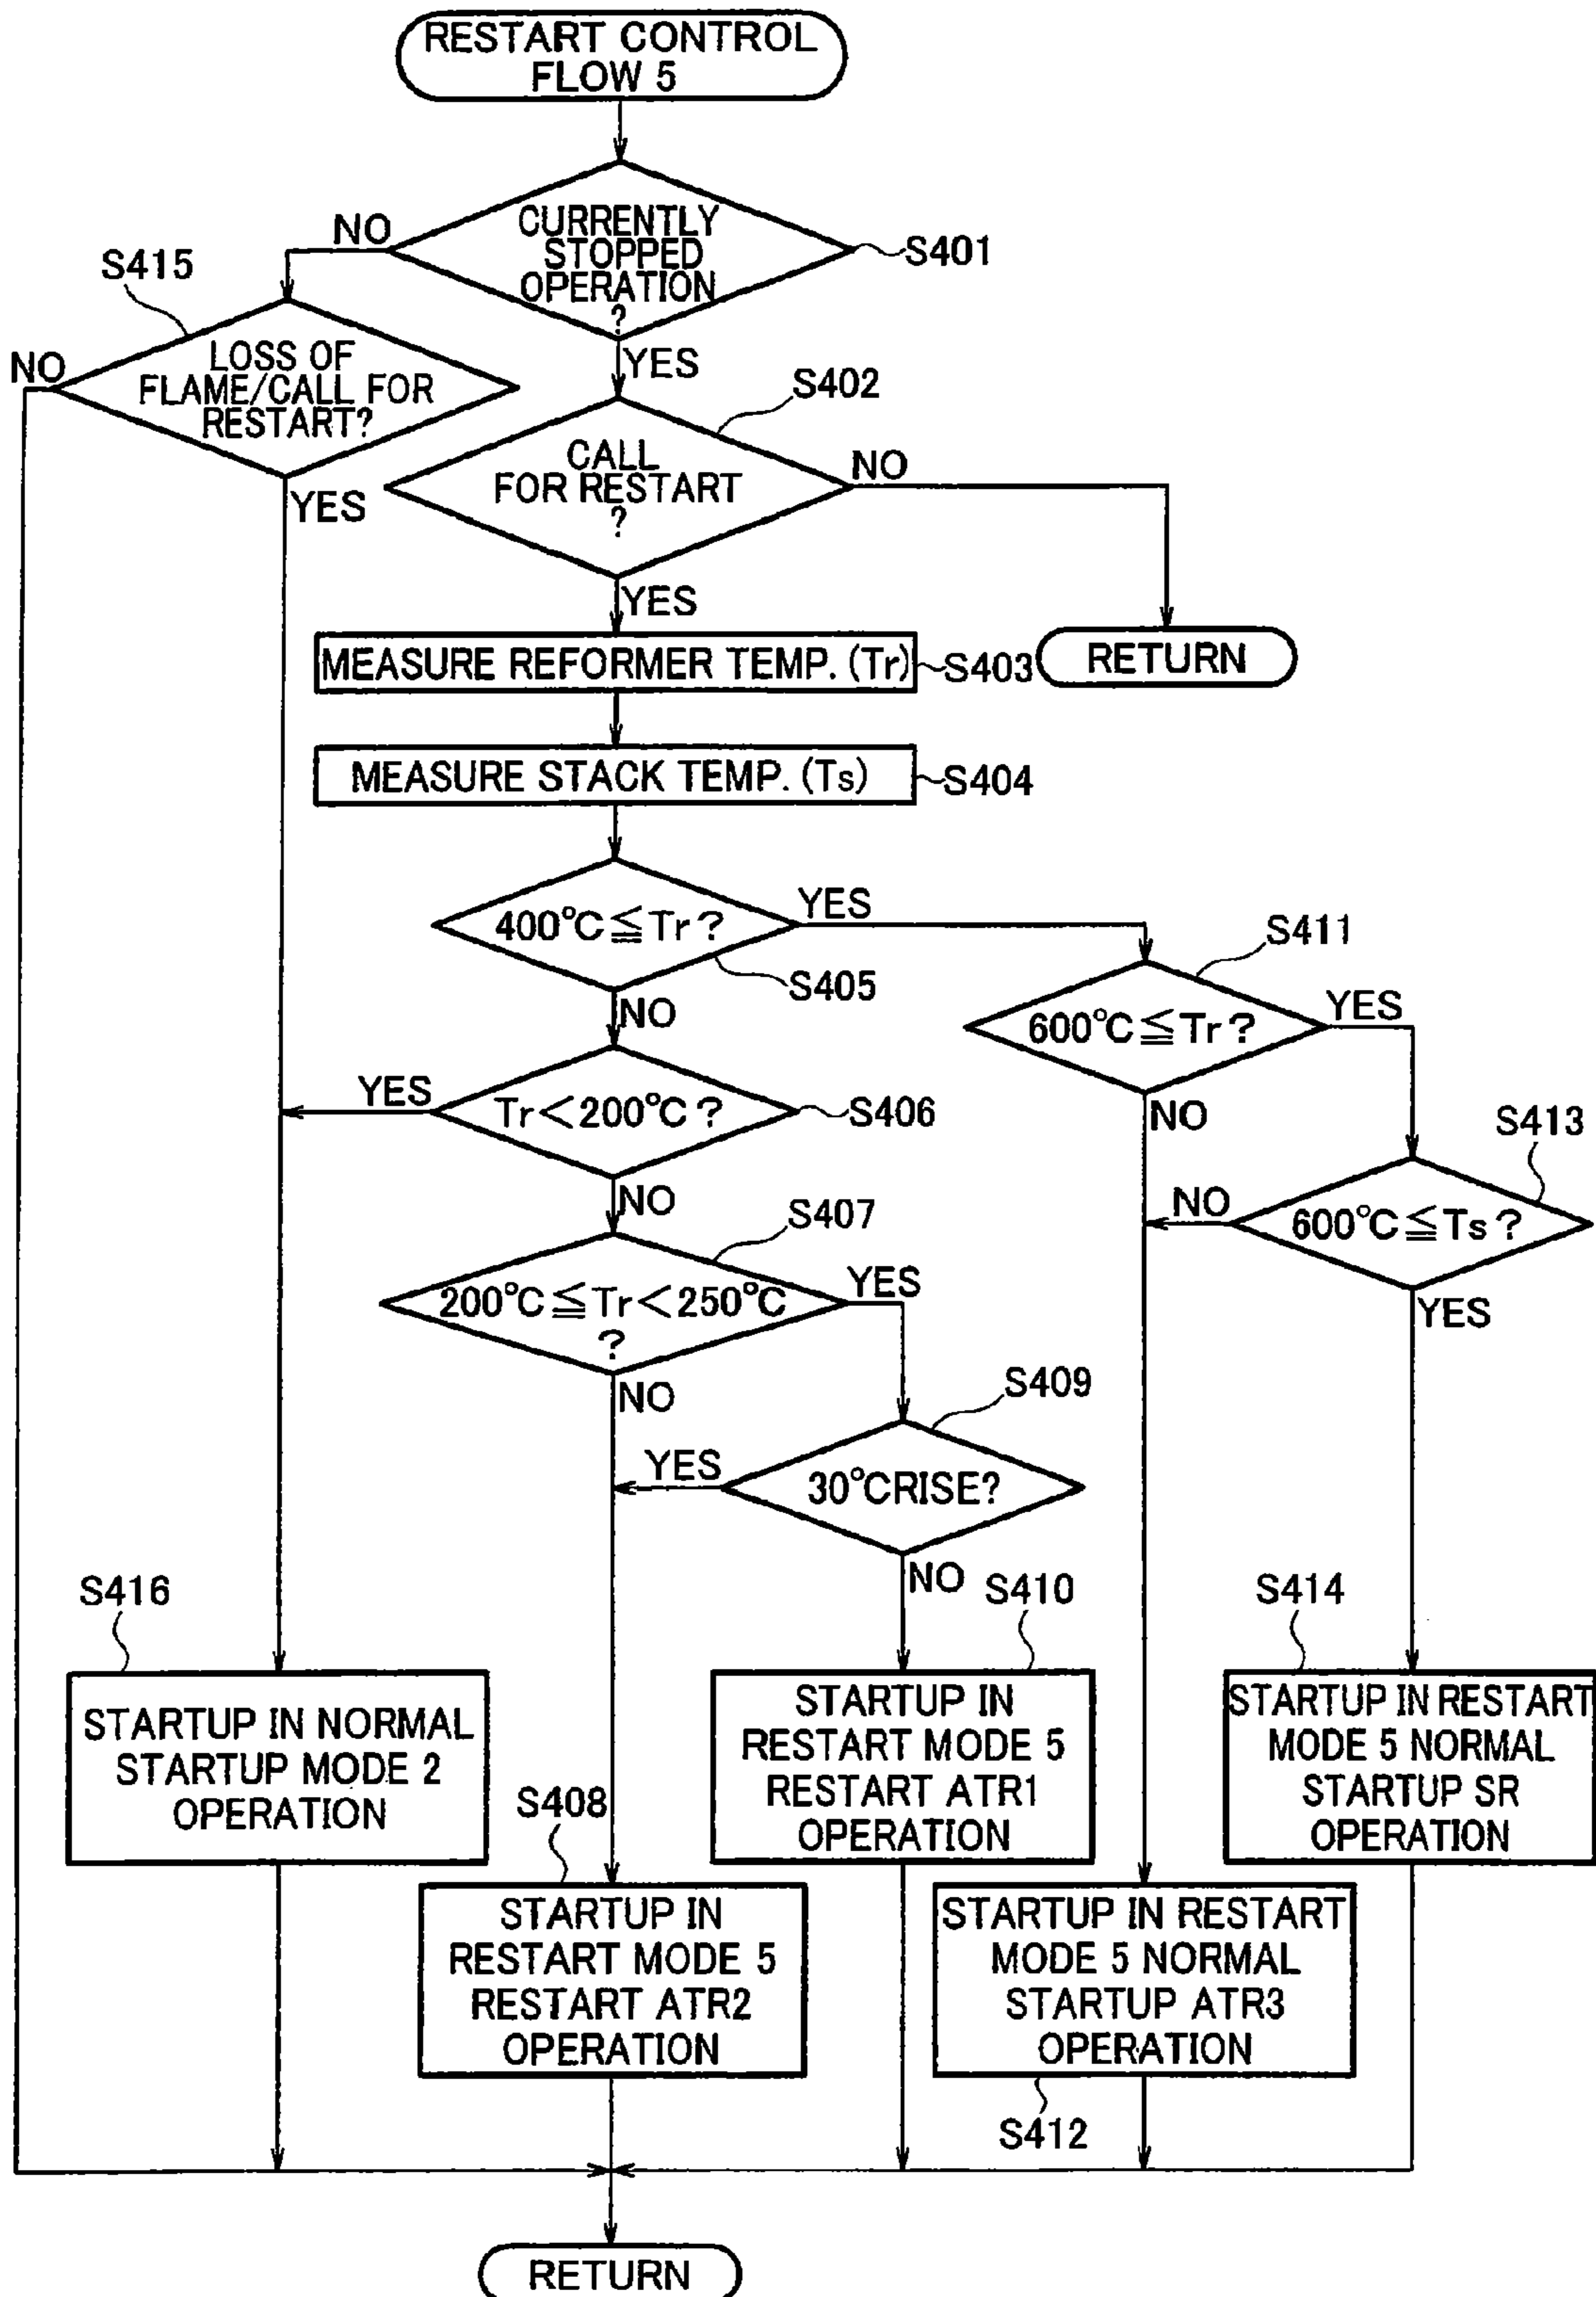 RESTART CONTROL
FLOW 5
NO
CURRENTLY
STOPPED
OPERATION
?
S401
S415
YES
NO
LOSS OF
FLAME/CALL FOR
RESTART?
YES
S402
CALL
FOR RESTART
?
NO
YES
MEASURE REFORMER TEMP. (Tr)
S403
RETURN
MEASURE STACK TEMP. (Ts)
S404
400°C≦Tr?
YES
S405
NO
S411
600°C≦Tr?
YES
NO
YES
Tr<200°C?
S406
NO
S413
NO
600°C≦Ts?
YES
S407
200°C≦Tr<250°C
?
YES
NO
S409
YES
30°CRISE?
NO
S416
STARTUP IN NORMAL
STARTUP MODE 2
OPERATION
S408
STARTUP IN
RESTART MODE 5
RESTART ATR2
OPERATION
S410
STARTUP IN
RESTART MODE 5
RESTART ATR1
OPERATION
STARTUP IN RESTART
MODE 5 NORMAL
STARTUP ATR3
OPERATION
S412
S414
STARTUP IN RESTART
MODE 5 NORMAL
STARTUP SR
OPERATION
RETURN